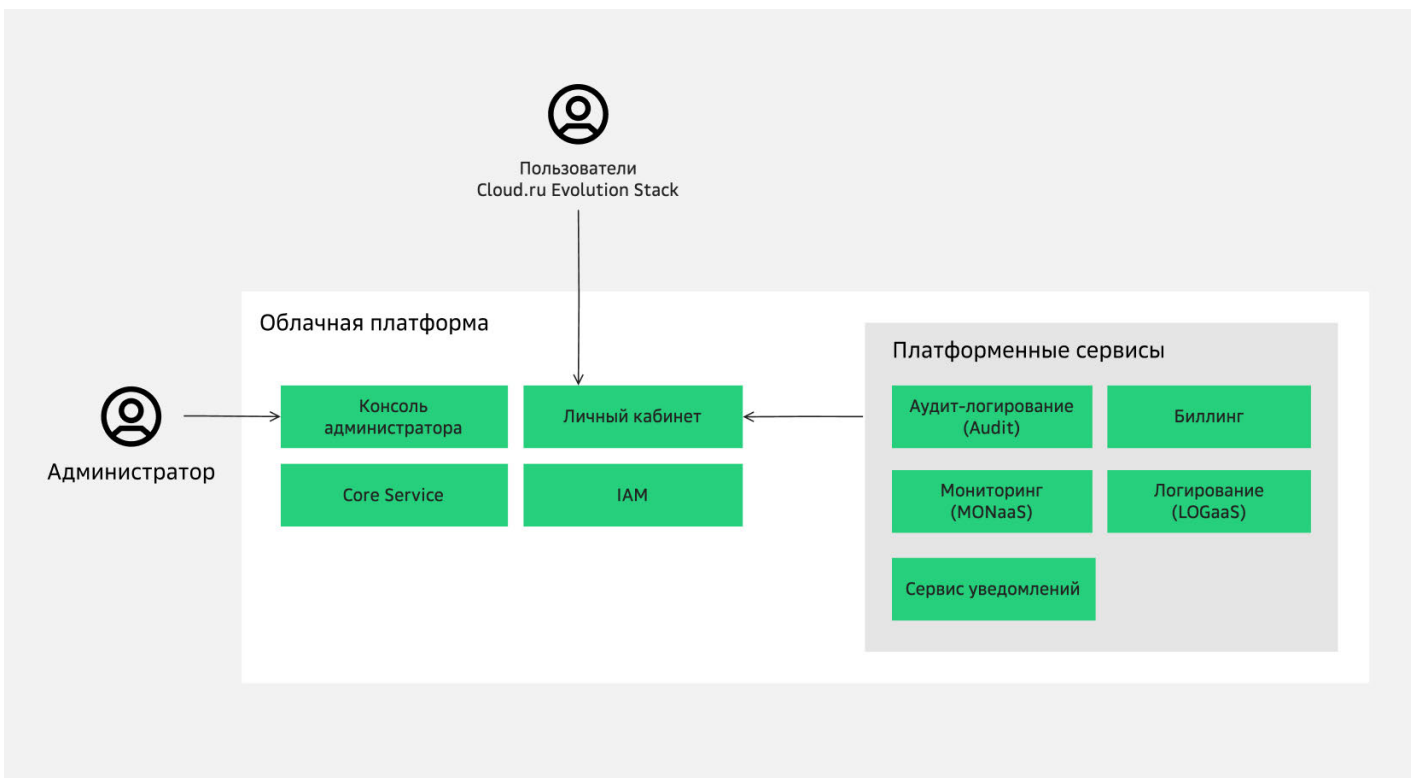 Пользователи
Cloud.ru Evolution Stack
Облачная платформа
Платформенные сервисы
Администратор
Консоль
администратора
Личный кабинет
Аудит-логирование
(Audit)
Биллинг
Core Service
IAM
Мониторинг
(MONaaS)
Логирование
(LOGaaS)
Сервис уведомлений